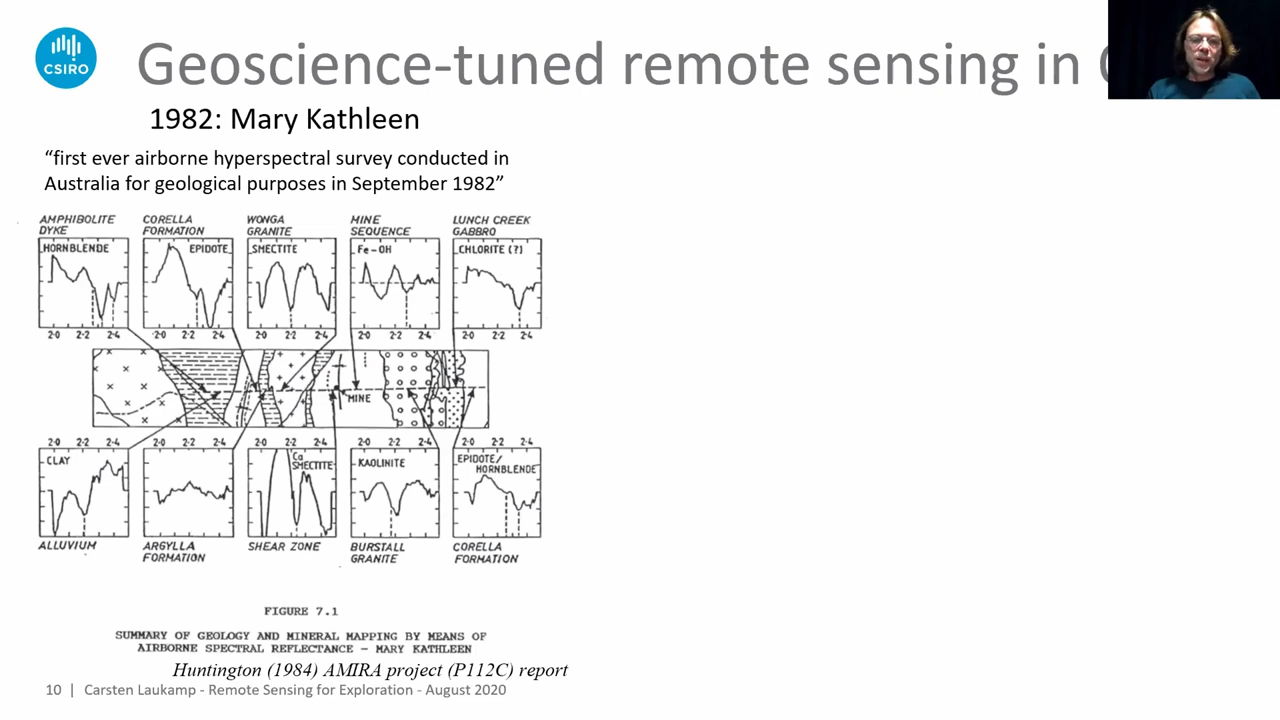 CSIRO
Geoscience-tuned remote sensing in
1982: Mary Kathleen
“first ever airborne hyperspectral survey conducted in
Australia for geological purposes in September 1982”
AMPHIBOLITE DYKE
CORELLA FORMATION
WONGA GRANITE
MINE SEQUENCE
LUNCH CREEK GABBRO
HORNBLENDE
EPIDOTE
SMECTITE
Fe-OH
CHLORITE (?)
2·0 2·2 2·4
2·0 2·2 2·4
2·0 2·2 2·4
2·0 2·2 2·4
2·0 2·2 2·4
MINE
2·0 2·2 2·4
2·0 2·2 2·4
2·0 2·2 2·4
2·0 2·2 2·4
2·0 2·2 2·4
CLAY
Ca SMECTITE
KAOLINITE
EPIDOTE/ HORNBLENDE
ALLUVIUM
ARGYLLA FORMATION
SHEAR ZONE
BURSTALL GRANITE
CORELLA FORMATION
FIGURE 7.1
SUMMARY OF GEOLOGY AND MINERAL MAPPING BY MEANS OF
AIRBORNE SPECTRAL REFLECTANCE - MARY KATHLEEN
Huntington (1984) AMIRA project (P112C) report
10 | Carsten Laukamp - Remote Sensing for Exploration - August 2020